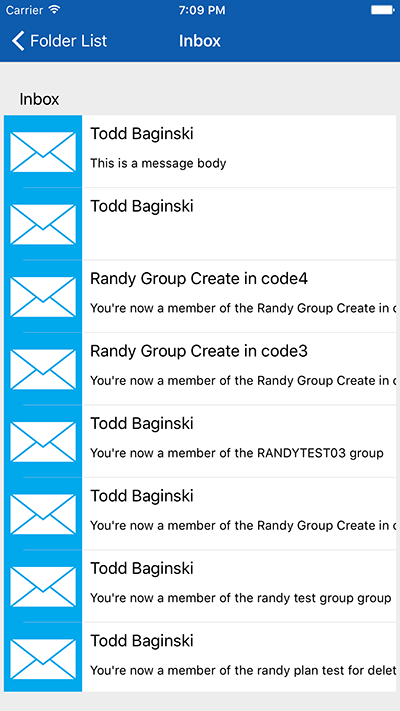 Carrier 7:09 PM
Folder List Inbox
Inbox
Todd Baginski
This is a message body
Todd Baginski
Randy Group Create in code4
You're now a member of the Randy Group Create in c
Randy Group Create in code3
You're now a member of the Randy Group Create in c
Todd Baginski
You're now a member of the RANDYTEST03 group
Todd Baginski
You're now a member of the Randy Group Create in c
Todd Baginski
You're now a member of the randy test group group
Todd Baginski
You're now a member of the randy plan test for delet